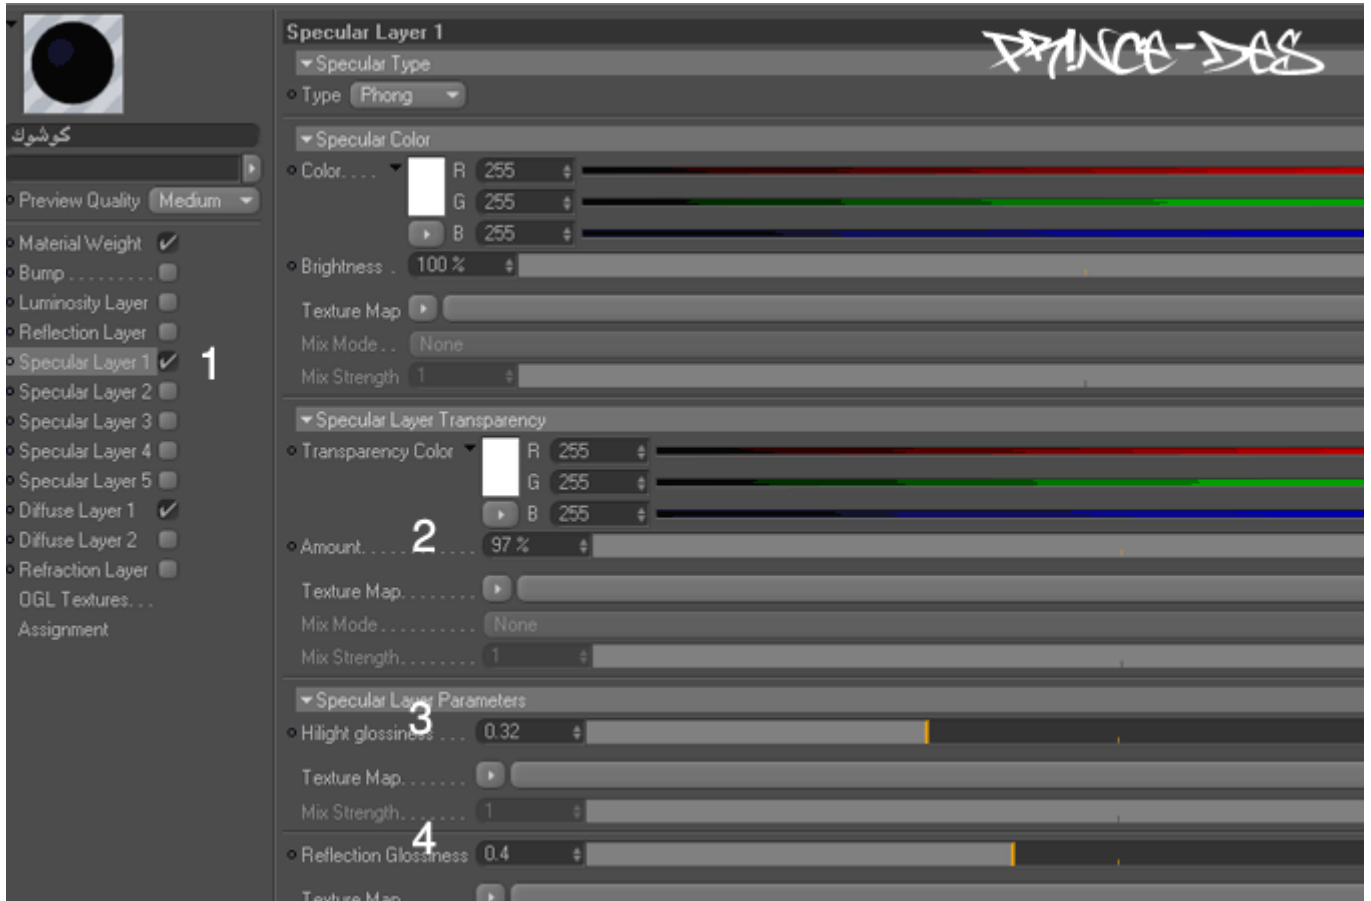 PRINCE-DES
كوشوك
Preview Quality Medium
Material Weight
Bump . . . . . . . . .
Luminosity Layer
Reflection Layer
Specular Layer 1
1
Specular Layer 2
Specular Layer 3
Specular Layer 4
Specular Layer 5
Diffuse Layer 1
Diffuse Layer 2
Refraction Layer
OGL Textures. . .
Assignment
Specular Layer 1
Specular Type
Type Phong
Specular Color
Color. . . . R 255
G 255
B 255
Brightness . 100 %
Texture Map
Mix Mode . . None
Mix Strength 1
Specular Layer Transparency
Transparency Color R 255
G 255
B 255
2
Amount. . . . . . . . . . . 97 %
Texture Map. . . . . . . .
Mix Mode . . . . . . . . . . None
Mix Strength. . . . . . . . 1
Specular Layer Parameters
3
Hilight glossiness . . . 0.32
Texture Map. . . . . . .
Mix Strength. . . . . . . 1
4
Reflection Glossiness 0.4
Texture Map